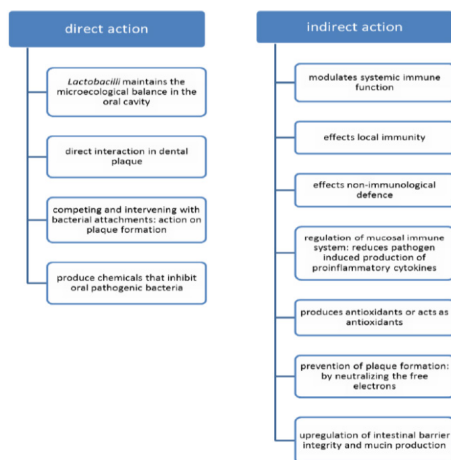 direct action
Lactobacilli maintains the
microecological balance in the
oral cavity
direct interaction in dental
plaque
competing and intervening with
bacterial attachments: action on
plaque formation
produce chemicals that inhibit
oral pathogenic bacteria
indirect action
modulates systemic immune
function
effects local immunity
effects non-immunological
defence
regulation of mucosal immune
system: reduces pathogen
induced production of
proinflammatory cytokines
produces antioxidants or acts as
antioxidants
prevention of plaque formation:
by neutralizing the free
electrons
upregulation of intestinal barrier
integrity and mucin production